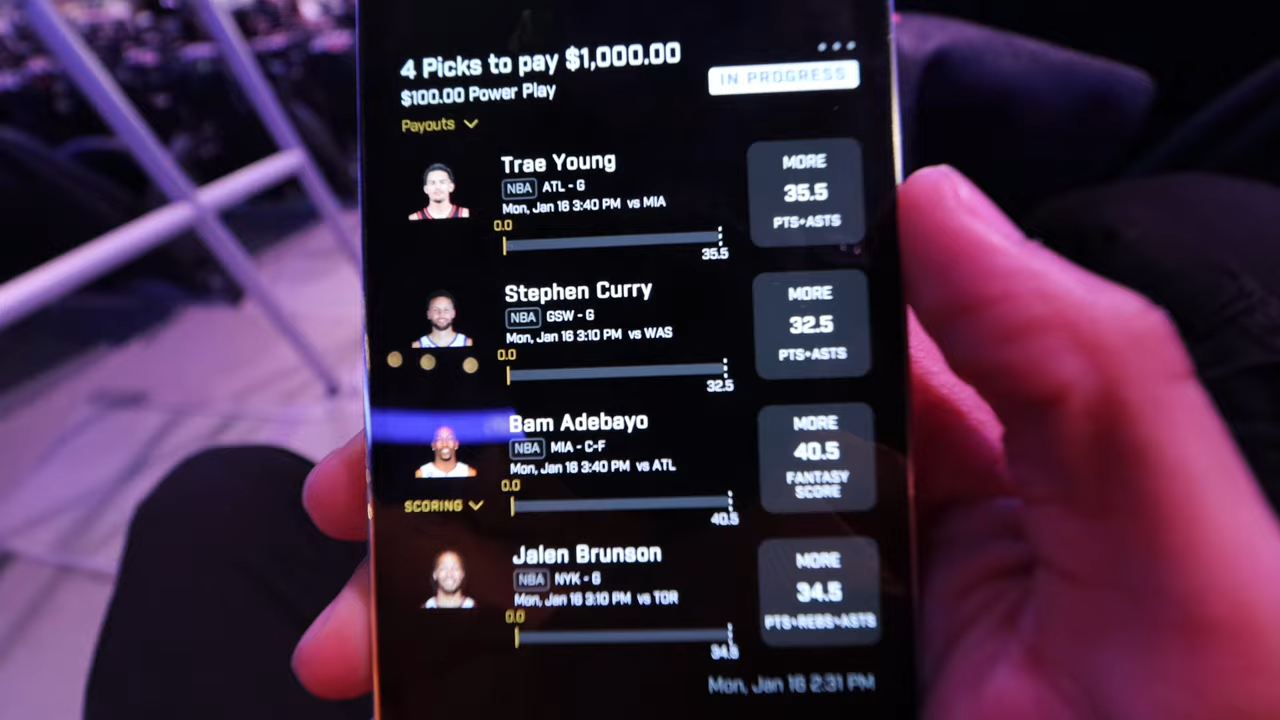 4 Picks to pay $1,000.00
IN PROGRESS
$100.00 Power Play
Payouts
Trae Young
NBA ATL - G
Mon, Jan 16 3:40 PM vs MIA
0.0
35.5
MORE
35.5
PTS+ASTS
Stephen Curry
NBA GSW - G
Mon, Jan 16 3:10 PM vs WAS
0.0
32.5
MORE
32.5
PTS+ASTS
Bam Adebayo
NBA MIA - C-F
Mon, Jan 16 3:40 PM vs ATL
0.0
40.5
MORE
40.5
FANTASY
SCORE
SCORING
Jalen Brunson
NBA NYK - G
Mon, Jan 16 3:10 PM vs TOR
0.0
34.5
MORE
34.5
PTS+REBS+ASTS
Mon, Jan 16 2:31 PM